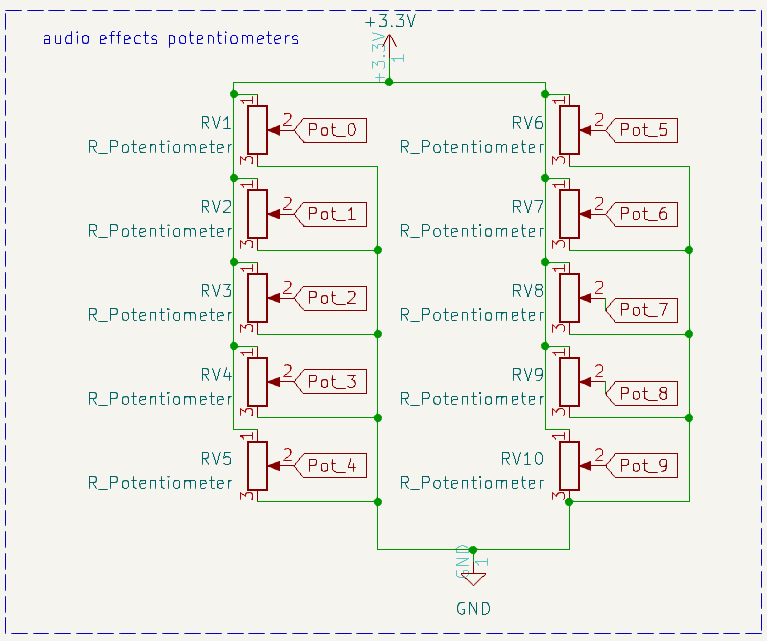 +3.3V
+3.3V
1
audio effects potentiometers
RV1
R_Potentiometer
1
2
3
Pot_0
RV6
R_Potentiometer
1
2
3
Pot_5
RV2
R_Potentiometer
1
2
3
Pot_1
RV7
R_Potentiometer
1
2
3
Pot_6
RV3
R_Potentiometer
1
2
3
Pot_2
RV8
R_Potentiometer
1
2
3
Pot_7
RV4
R_Potentiometer
1
2
3
Pot_3
RV9
R_Potentiometer
1
2
3
Pot_8
RV5
R_Potentiometer
1
2
3
Pot_4
RV10
R_Potentiometer
1
2
3
Pot_9
GND
1
GND